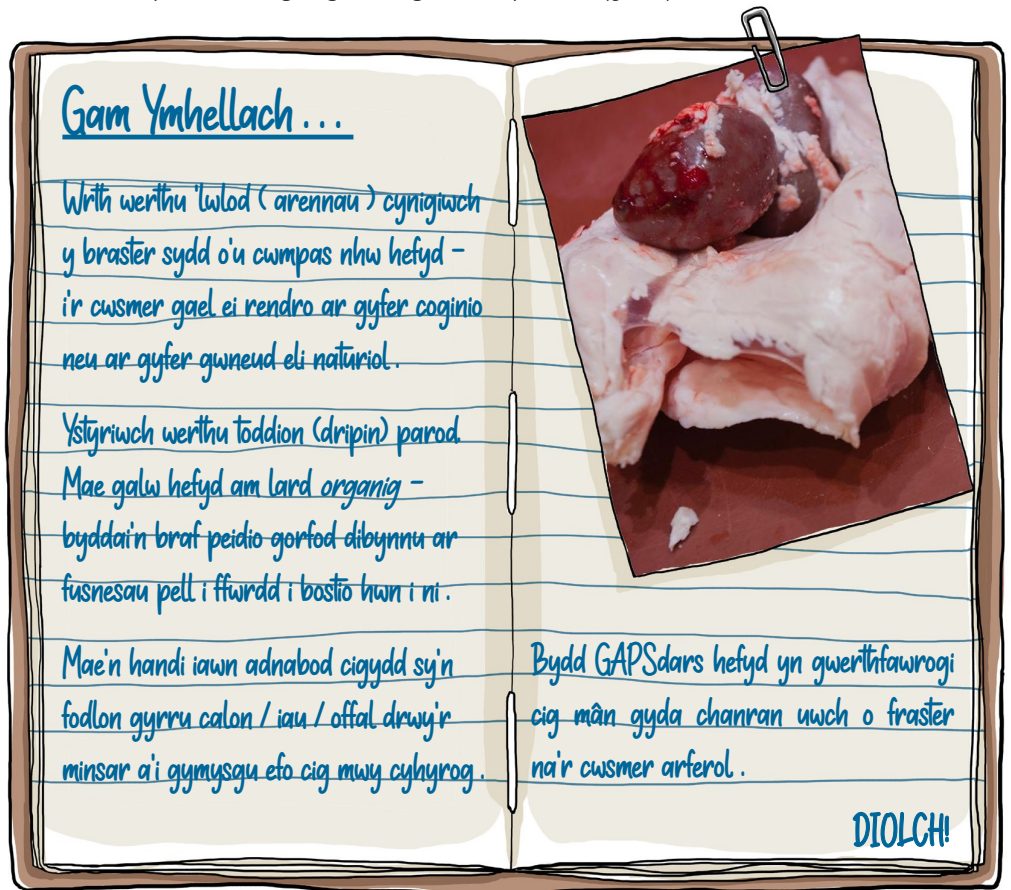 Gam Ymhellach ...
Wrth werthu 'lwlod ( arennau ) cynigiwch
y braster sydd o'u cwmpas nhw hefyd -
i'r cwsmer gael ei rendro ar gyfer coginio
neu ar gyfer gwneud eli naturiol .
Ystyriwch werthu toddion (dripin) parod.
Mae galw hefyd am lard organig -
byddai'n braf peidio gorfod dibynnu ar
fusnesau pell i ffwrdd i bostio hwn i ni .
Mae'n handi iawn adnabod cigydd sy'n
fodlon gyrru calon / iau / offal drwy'r
minsar a'i gymysgu efo cig mwy cyhyrog .
Bydd GAPSdars hefyd yn gwerthfawrogi
cig mân gyda chanran uwch o fraster
na'r cwsmer arferol .
DIOLCH!